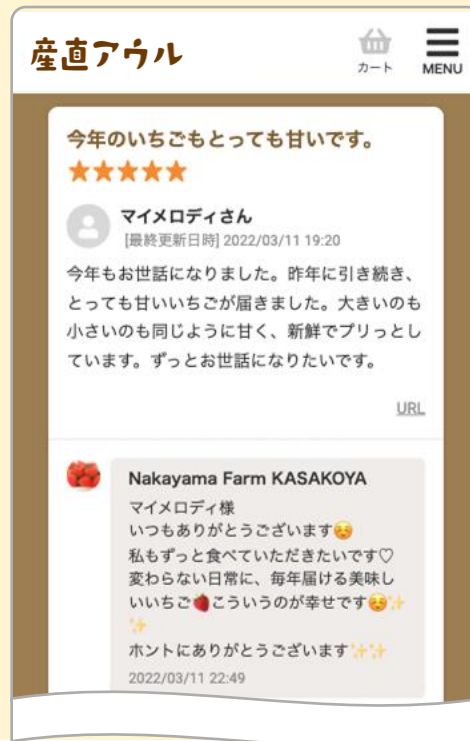 産直アウル
カート
MENU
今年のいちごもとっても甘いです。
★★★★★
マイメロディさん
[最終更新日時] 2022/03/11 19:20
今年もお世話になりました。昨年に引き続き、
とっても甘いいちごが届きました。大きいのも
小さいのも同じように甘く、新鮮でプリっとし
ています。ずっとお世話になりたいです。
URL
Nakayama Farm KASAKOYA
マイメロディ様
いつもありがとうございます☺️
私もずっと食べていただきたいです♡
変わらない日常に、毎年届ける美味し
いいちご🍓こういうのが幸せです☺️✨
✨
ホントにありがとうございます✨✨
2022/03/11 22:49